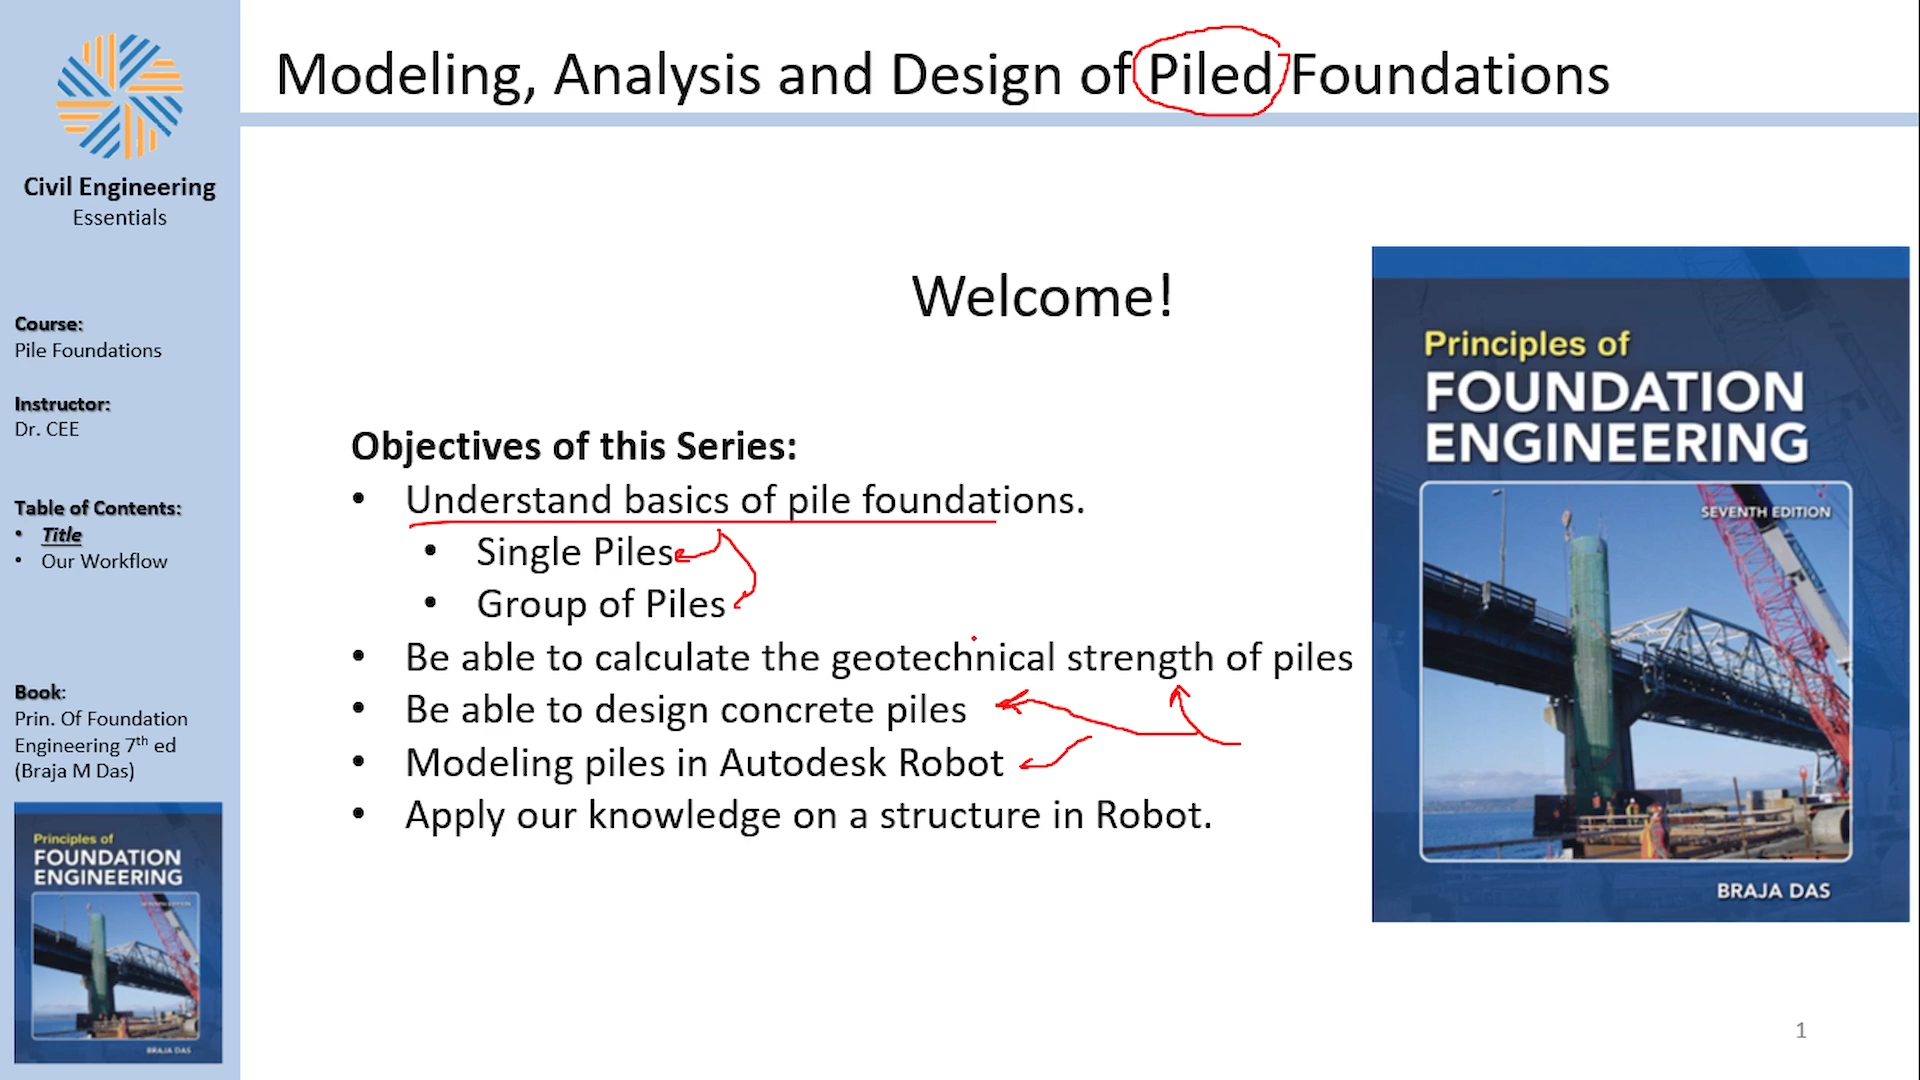 Modeling, Analysis and Design of Piled Foundations
Civil Engineering
Essentials
Course:
Pile Foundations
Instructor:
Dr. CEE
Table of Contents:
• Title
• Our Workflow
Book:
Prin. Of Foundation
Engineering 7th ed
(Braja M Das)
Principles of
FOUNDATION
ENGINEERING
SEVENTH EDITION
BRAJA DAS
Welcome!
Objectives of this Series:
• Understand basics of pile foundations.
• Single Piles
• Group of Piles
• Be able to calculate the geotechnical strength of piles
• Be able to design concrete piles
• Modeling piles in Autodesk Robot
• Apply our knowledge on a structure in Robot.
Principles of
FOUNDATION
ENGINEERING
SEVENTH EDITION
BRAJA DAS
1